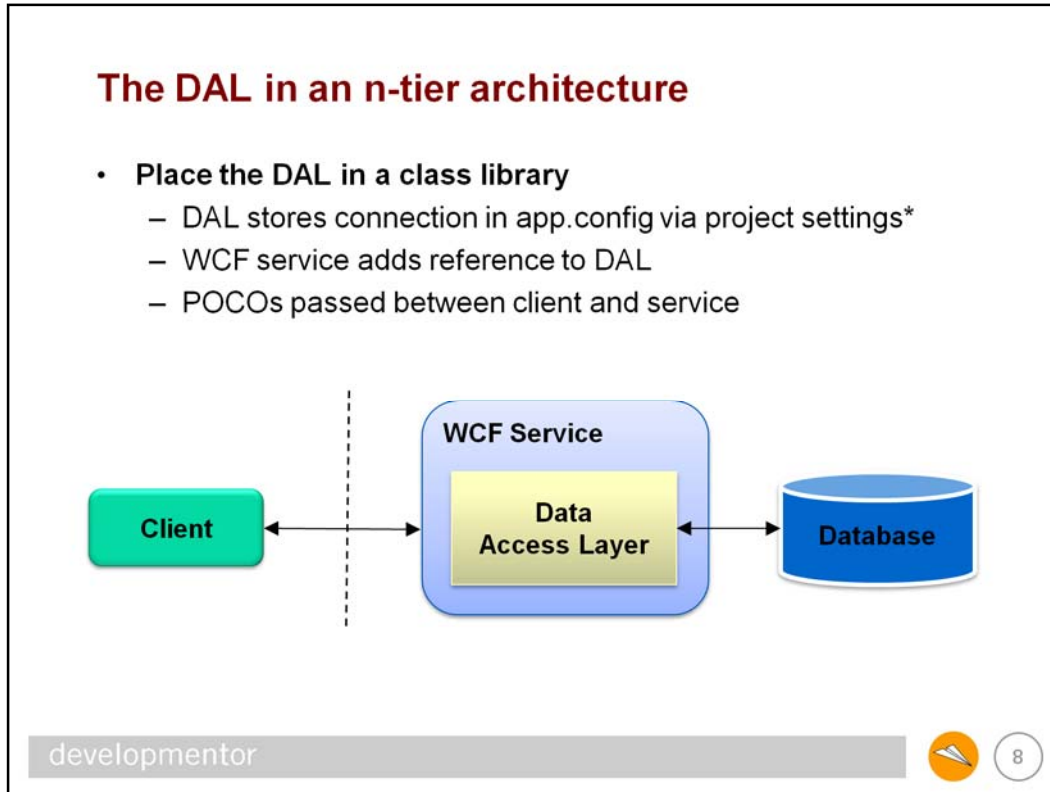 The DAL in an n-tier architecture
• Place the DAL in a class library
– DAL stores connection in app.config via project settings*
– WCF service adds reference to DAL
– POCOs passed between client and service
WCF Service
Client
Data
Access Layer
Database
developmentor
8